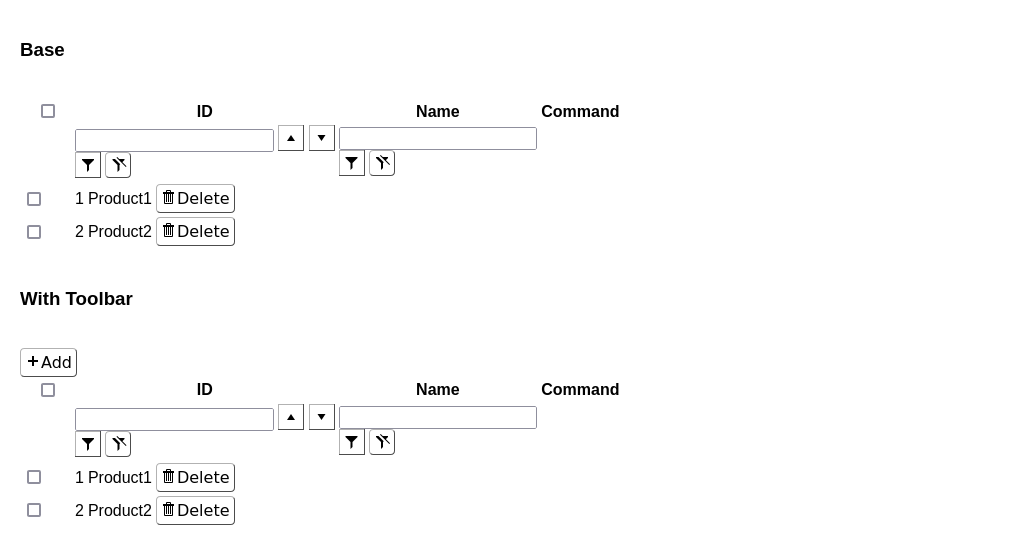 Base
ID Name Command
1 Product1 Delete
2 Product2 Delete
With Toolbar
Add
ID Name Command
1 Product1 Delete
2 Product2 Delete